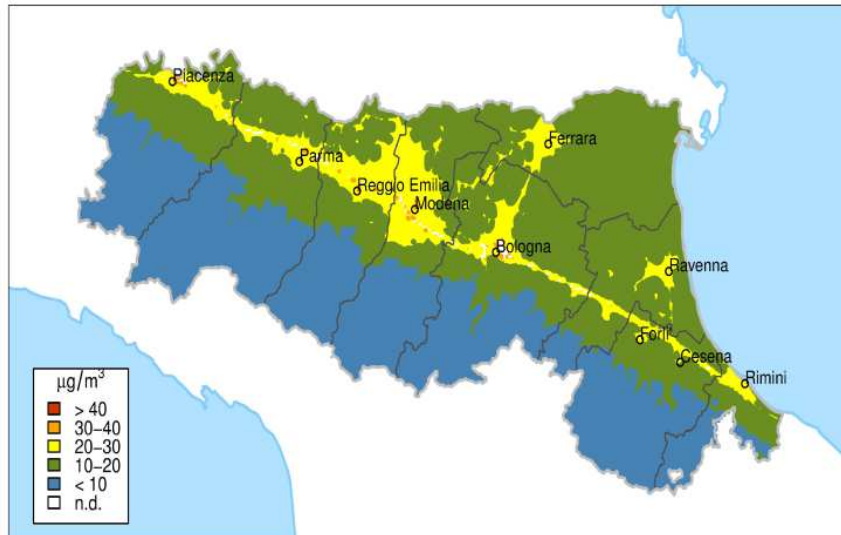 Piacenza
Parma
Reggio Emilia
Modena
Ferrara
Bologna
Ravenna
Forlì
Cesena
Rimini
μg/m³
> 40
30–40
20–30
10–20
< 10
n.d.